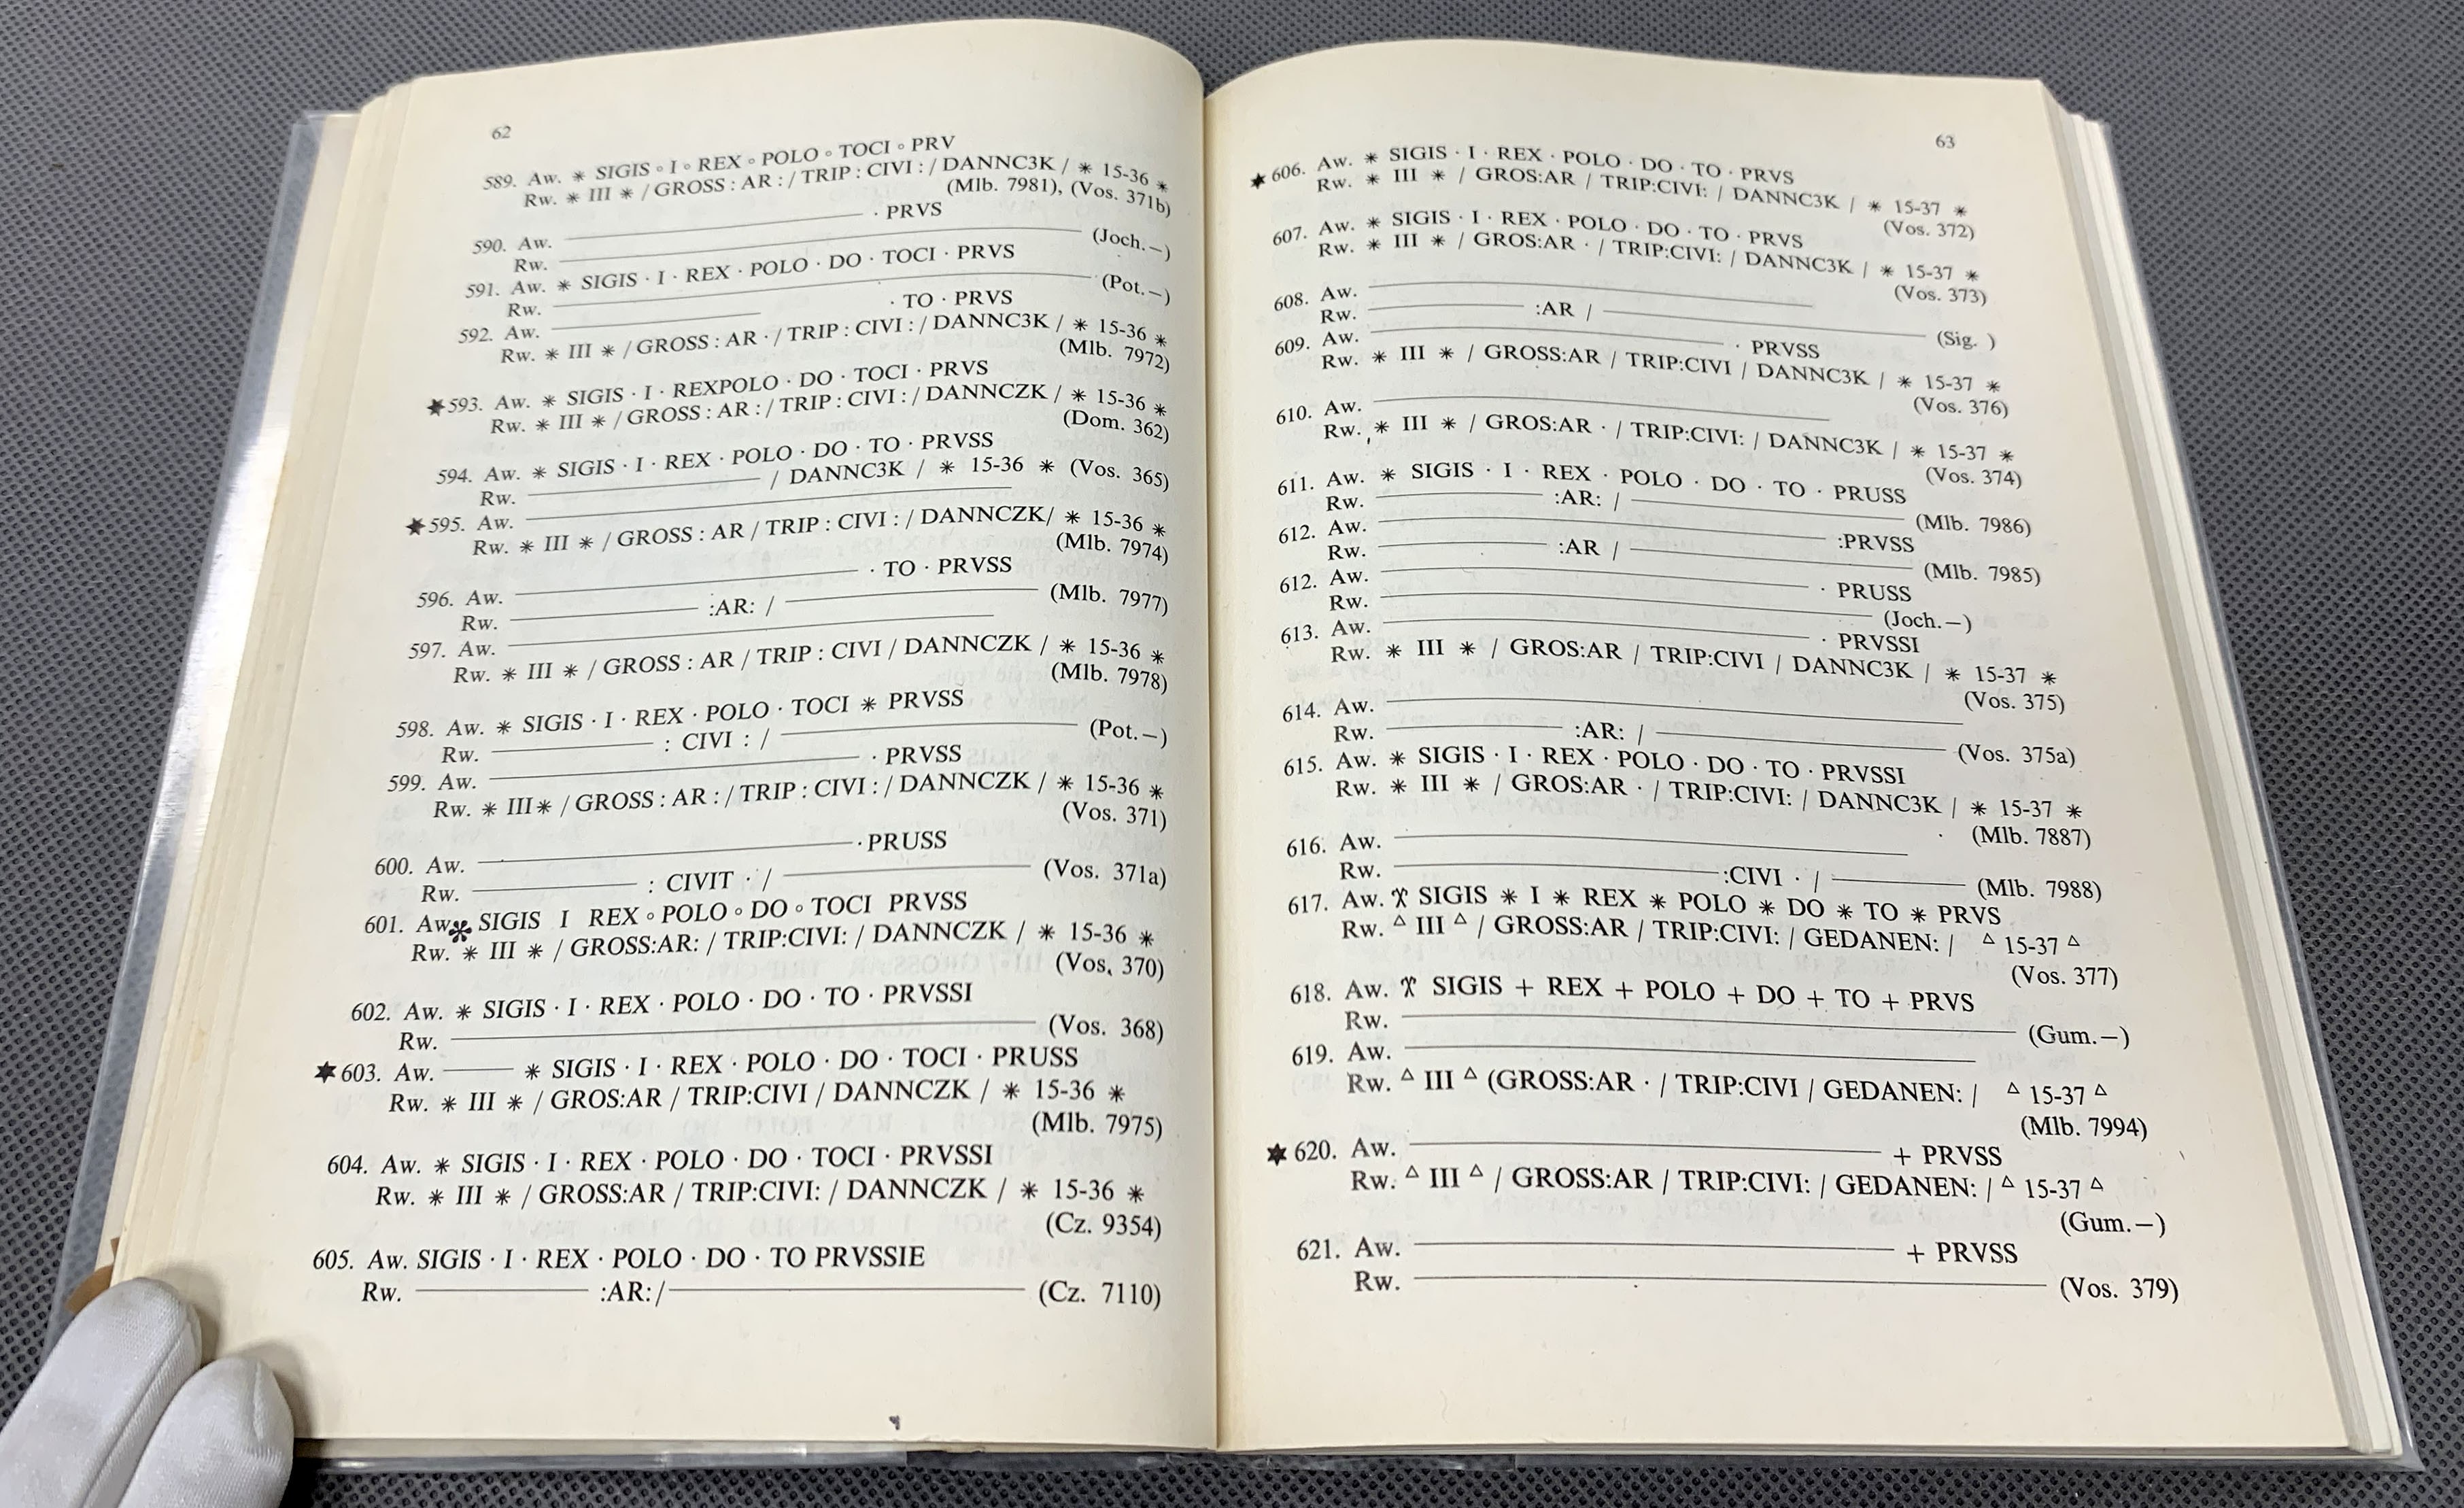 62
589. Aw. ✳ SIGIS ∘ I ∘ REX ∘ POLO ∘ TOCI ∘ PRV
Rw. ✳ III ✳ / GROSS : AR : / TRIP : CIVI : / DANNC3K / ✳ 15-36 ✳
(Mlb. 7981), (Vos. 371b)
590. Aw. ——— · PRVS
Rw. ——— (Joch.—)
591. Aw. ✳ SIGIS · I · REX · POLO · DO · TOCI · PRVS
Rw. ——— (Pot.—)
592. Aw. ——— · TO · PRVS
Rw. ✳ III ✳ / GROSS : AR · / TRIP : CIVI : / DANNC3K / ✳ 15-36 ✳
(Mlb. 7972)
★ 593. Aw. ✳ SIGIS · I · REXPOLO · DO · TOCI · PRVS
Rw. ✳ III ✳ / GROSS : AR : / TRIP : CIVI : / DANNCZK / ✳ 15-36 ✳
(Dom. 362)
594. Aw. ✳ SIGIS · I · REX · POLO · DO · TO · PRVSS
Rw. ——— / DANNC3K / ✳ 15-36 ✳ (Vos. 365)
★ 595. Aw. ———
Rw. ✳ III ✳ / GROSS : AR / TRIP : CIVI : / DANNCZK/ ✳ 15-36 ✳
(Mlb. 7974)
596. Aw. ——— · TO · PRVSS
Rw. ——— :AR: / ——— (Mlb. 7977)
597. Aw. ———
Rw. ✳ III ✳ / GROSS : AR / TRIP : CIVI / DANNCZK / ✳ 15-36 ✳
(Mlb. 7978)
598. Aw. ✳ SIGIS · I · REX · POLO · TOCI ✳ PRVSS
Rw. ——— : CIVI : / ——— (Pot.—)
599. Aw. ——— · PRVSS
Rw. ✳ III✳ / GROSS : AR : / TRIP : CIVI : / DANNCZK / ✳ 15-36 ✳
(Vos. 371)
600. Aw. ——— · PRUSS
Rw. ——— : CIVIT · / ——— (Vos. 371a)
601. Aw✳ SIGIS I REX ∘ POLO ∘ DO ∘ TOCI PRVSS
Rw. ✳ III ✳ / GROSS:AR: / TRIP:CIVI: / DANNCZK / ✳ 15-36 ✳
(Vos. 370)
602. Aw. ✳ SIGIS · I · REX · POLO · DO · TO · PRVSSI
Rw. ——— (Vos. 368)
★ 603. Aw. ——— ✳ SIGIS · I · REX · POLO · DO · TOCI · PRUSS
Rw. ✳ III ✳ / GROS:AR / TRIP:CIVI / DANNCZK / ✳ 15-36 ✳
(Mlb. 7975)
604. Aw. ✳ SIGIS · I · REX · POLO · DO · TOCI · PRVSSI
Rw. ✳ III ✳ / GROSS:AR / TRIP:CIVI: / DANNCZK / ✳ 15-36 ✳
(Cz. 9354)
605. Aw. SIGIS · I · REX · POLO · DO · TO PRVSSIE
Rw. ——— :AR:/——— (Cz. 7110)
63
★ 606. Aw. ✳ SIGIS · I · REX · POLO · DO · TO · PRVS
Rw. ✳ III ✳ / GROS:AR / TRIP:CIVI: / DANNC3K / ✳ 15-37 ✳
(Vos. 372)
607. Aw. ✳ SIGIS · I · REX · POLO · DO · TO · PRVS
Rw. ✳ III ✳ / GROS:AR · / TRIP:CIVI: / DANNC3K / ✳ 15-37 ✳
(Vos. 373)
608. Aw. ———
Rw. ——— :AR / ——— (Sig. )
609. Aw. ——— · PRVSS
Rw. ✳ III ✳ / GROSS:AR / TRIP:CIVI / DANNC3K / ✳ 15-37 ✳
(Vos. 376)
610. Aw. ———
Rw. ✳ III ✳ / GROS:AR · / TRIP:CIVI: / DANNC3K / ✳ 15-37 ✳
(Vos. 374)
611. Aw. ✳ SIGIS · I · REX · POLO · DO · TO · PRUSS
Rw. ——— :AR: / ——— (Mlb. 7986)
612. Aw. ——— :PRVSS
Rw. ——— :AR / ——— (Mlb. 7985)
612. Aw. ——— · PRUSS
Rw. ——— (Joch.—)
613. Aw. ——— · PRVSSI
Rw. ✳ III ✳ / GROS:AR / TRIP:CIVI / DANNC3K / ✳ 15-37 ✳
(Vos. 375)
614. Aw. ———
Rw. ——— :AR: / ——— (Vos. 375a)
615. Aw. ✳ SIGIS · I · REX · POLO · DO · TO · PRVSSI
Rw. ✳ III ✳ / GROS:AR · / TRIP:CIVI: / DANNC3K / ✳ 15-37 ✳
(Mlb. 7887)
616. Aw. ———
Rw. ——— :CIVI · / ——— (Mlb. 7988)
617. Aw. SIGIS ✳ I ✳ REX ✳ POLO ✳ DO ✳ TO ✳ PRVS
Rw. △ III △ / GROSS:AR / TRIP:CIVI: / GEDANEN: / △ 15-37 △
(Vos. 377)
618. Aw. SIGIS + REX + POLO + DO + TO + PRVS
Rw. ——— (Gum.—)
619. Aw. ———
Rw. △ III △ (GROSS:AR · / TRIP:CIVI / GEDANEN: / △ 15-37 △
(Mlb. 7994)
★ 620. Aw. ——— + PRVSS
Rw. △ III △ / GROSS:AR / TRIP:CIVI: / GEDANEN: / △ 15-37 △
(Gum.—)
621. Aw. ——— + PRVSS
Rw. ——— (Vos. 379)